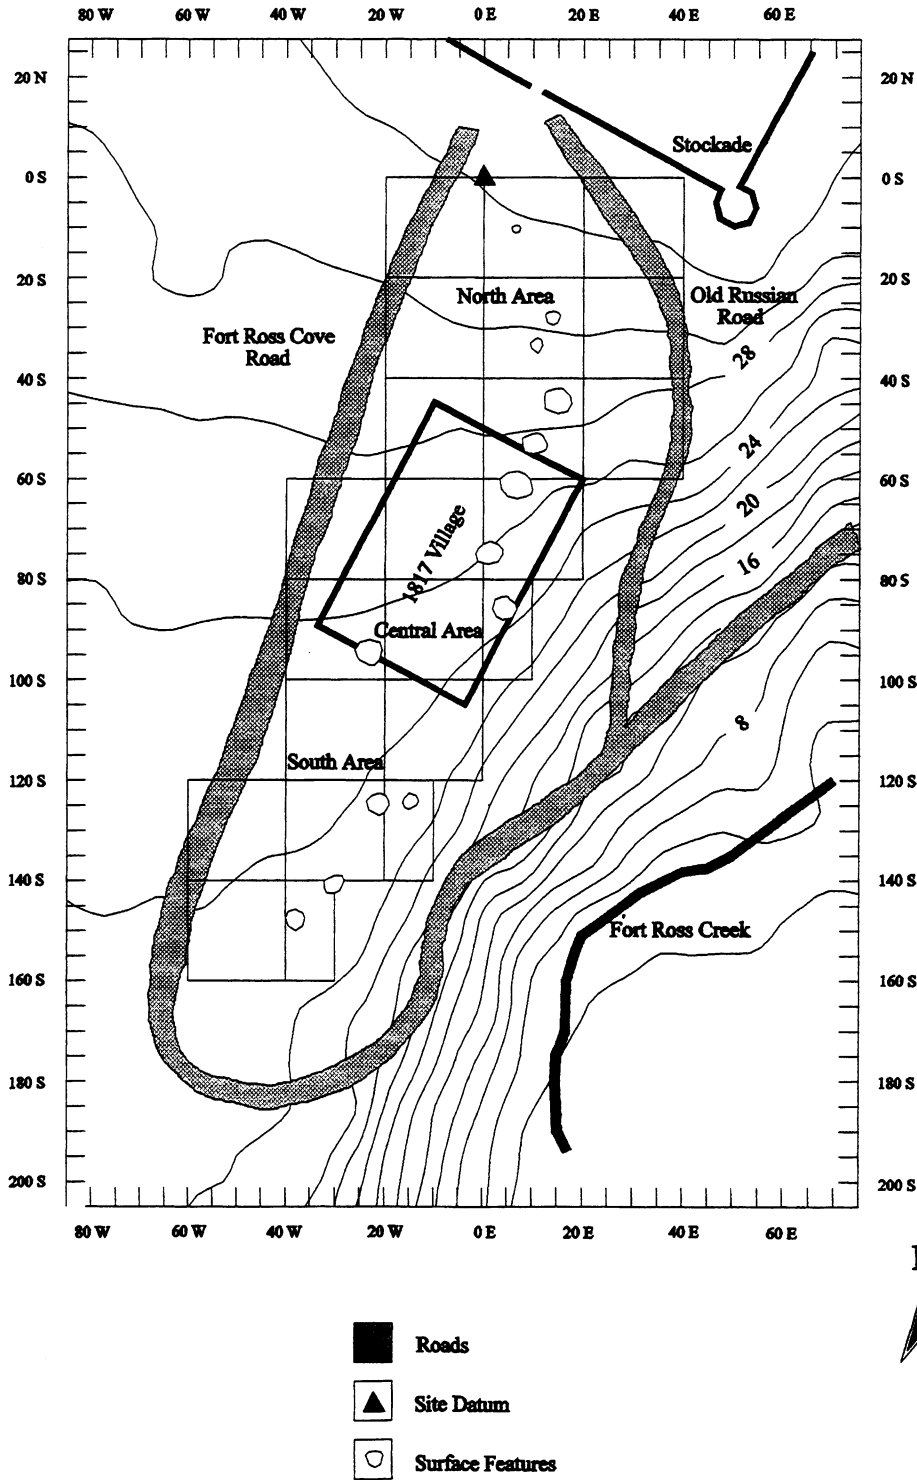 80 W 60 W 40 W 20 W 0 E 20 E 40 E 60 E
20 N 20 N
Stockade
0 S 0 S
20 S 20 S
North Area
Old Russian
Road
Fort Ross Cove
Road
28
40 S 40 S
24
60 S 60 S
20
1817 Village
16
80 S 80 S
Central Area
100 S 100 S
8
South Area
120 S 120 S
140 S 140 S
Fort Ross Creek
160 S 160 S
180 S 180 S
200 S 200 S
80 W 60 W 40 W 20 W 0 E 20 E 40 E 60 E
Roads
Site Datum
Surface Features